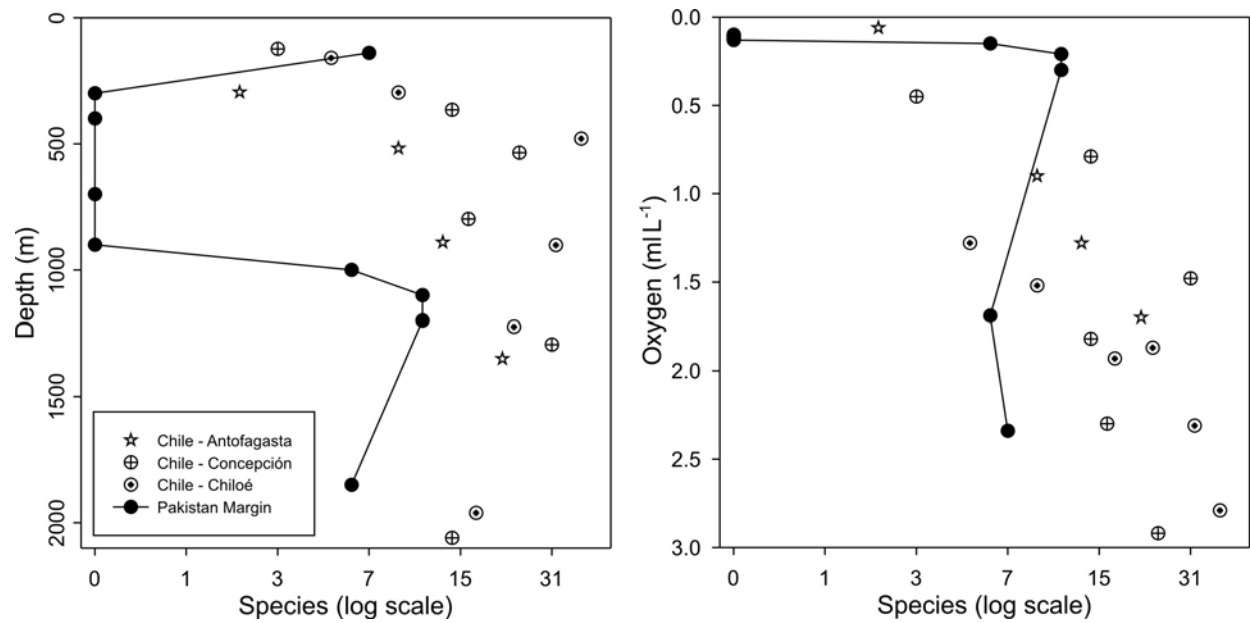 0
500
1000
1500
2000
Depth (m)
Chile - Antofagasta
Chile - Concepción
Chile - Chiloé
Pakistan Margin
0 1 3 7 15 31
Species (log scale)
0.0
0.5
1.0
1.5
2.0
2.5
3.0
Oxygen (ml L⁻¹)
0 1 3 7 15 31
Species (log scale)